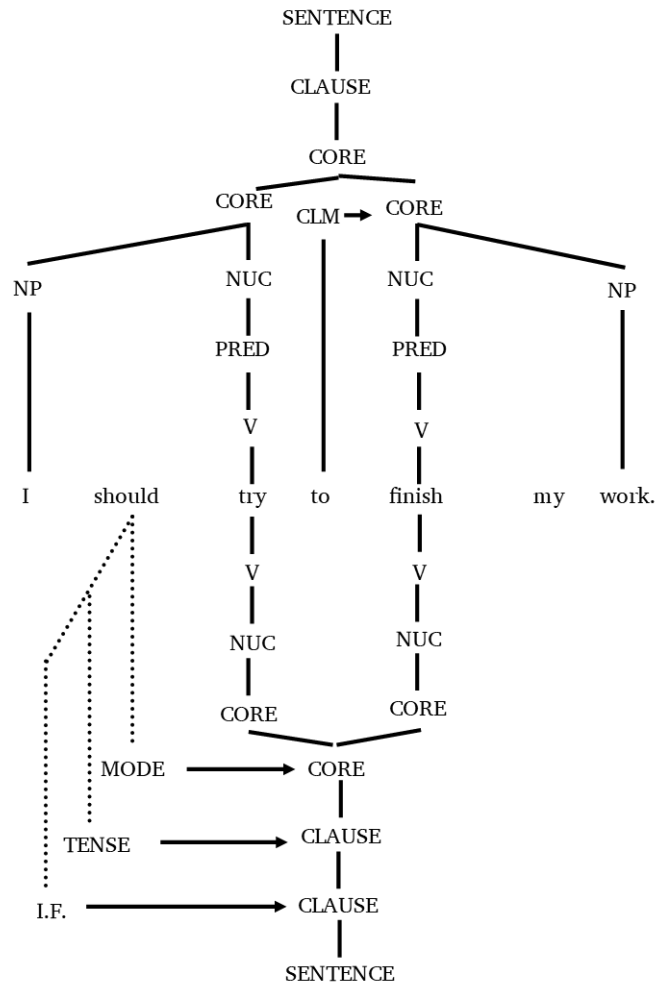 SENTENCE
CLAUSE
CORE
CORE CLM CORE
NP NUC NUC NP
PRED PRED
V V
I should try to finish my work.
V V
NUC NUC
CORE CORE
MODE CORE
TENSE CLAUSE
I.F. CLAUSE
SENTENCE